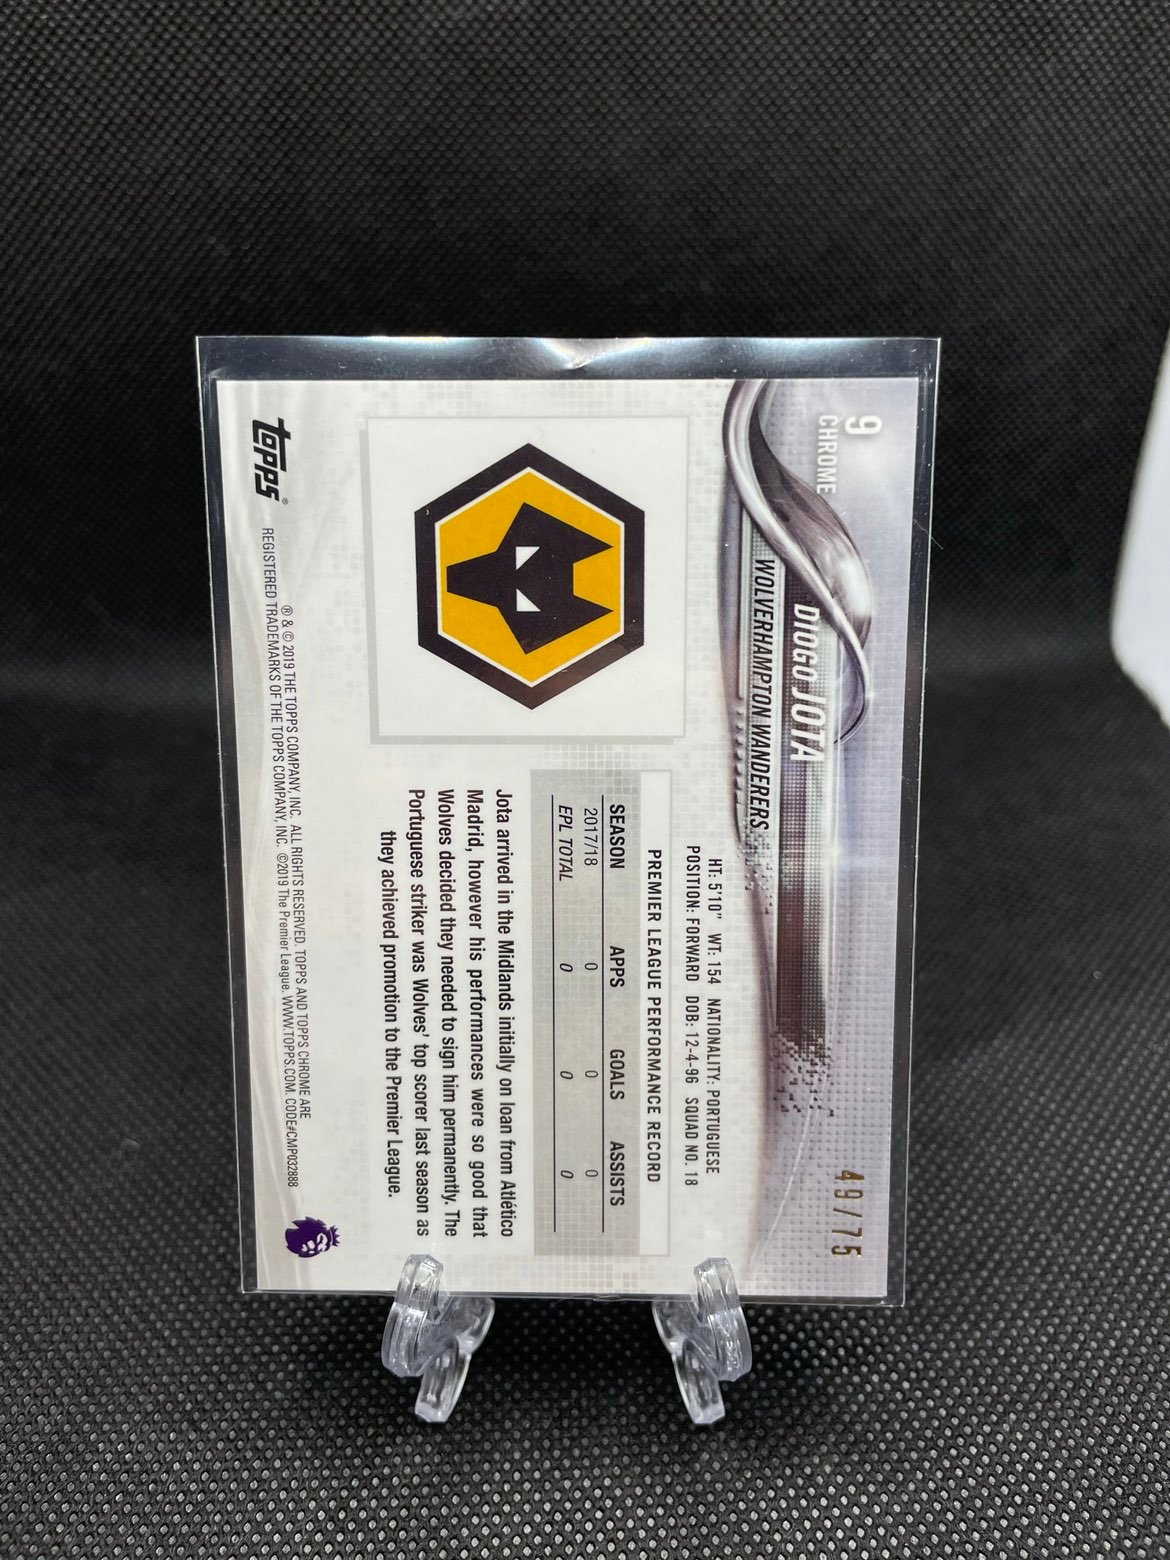 9
CHROME
DIOGO JOTA
WOLVERHAMPTON WANDERERS
49/75
HT: 5'10" WT: 154 NATIONALITY: PORTUGUESE
POSITION: FORWARD DOB: 12-4-96 SQUAD NO. 18
PREMIER LEAGUE PERFORMANCE RECORD
SEASON APPS GOALS ASSISTS
2017/18 0 0 0
EPL TOTAL 0 0 0
Jota arrived in the Midlands initially on loan from Atlético
Madrid, however his performances were so good that
Wolves decided they needed to sign him permanently. The
Portuguese striker was Wolves' top scorer last season as
they achieved promotion to the Premier League.
topps®
® & © 2019 THE TOPPS COMPANY, INC. ALL RIGHTS RESERVED. TOPPS AND TOPPS CHROME ARE
REGISTERED TRADEMARKS OF THE TOPPS COMPANY, INC. ©2019 The Premier League. WWW.TOPPS.COM. CODE#CMP032888